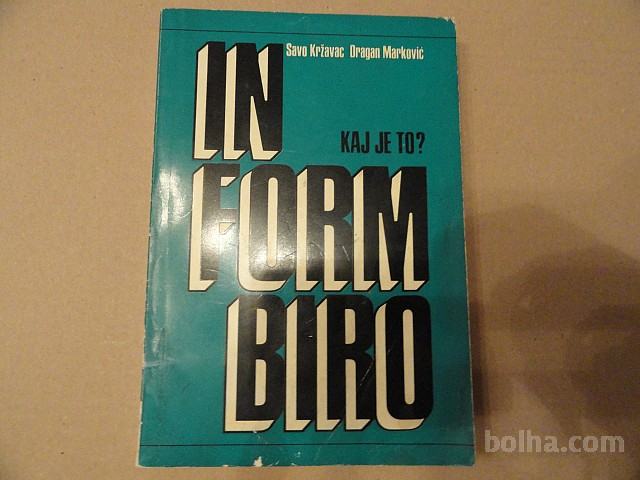 Savo Kržavac Dragan Marković
IN
KAJ JE TO?
FORM
BIRO
bolha.com